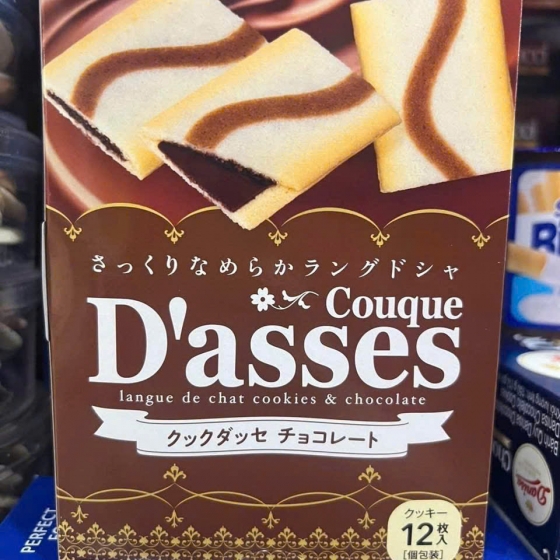 さっくりなめらかラングドシャ
Couque
D'asses
langue de chat cookies & chocolate
クックダッセ チョコレート
クッキー
12枚入
[個包装]
PERFECT